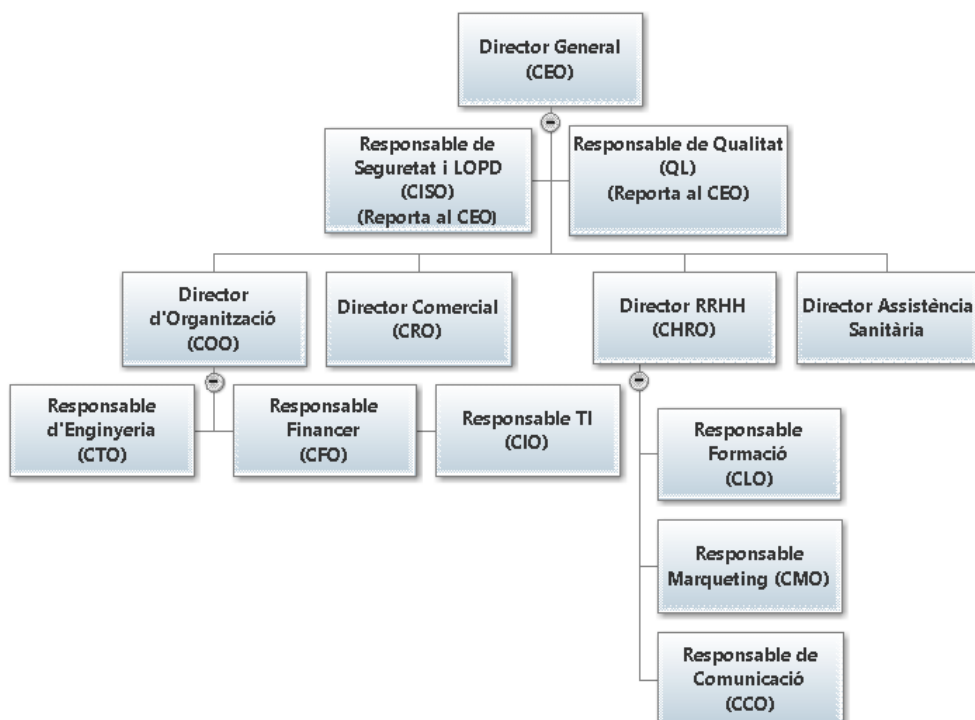 Director General
(CEO)
Responsable de
Seguretat i LOPD
(CISO)
(Reporta al CEO)
Responsable de Qualitat
(QL)
(Reporta al CEO)
Director
d'Organització
(COO)
Director Comercial
(CRO)
Director RRHH
(CHRO)
Director Assistència
Sanitària
Responsable
d'Enginyeria
(CTO)
Responsable
Financer
(CFO)
Responsable TI
(CIO)
Responsable
Formació
(CLO)
Responsable
Marqueting (CMO)
Responsable de
Comunicació
(CCO)